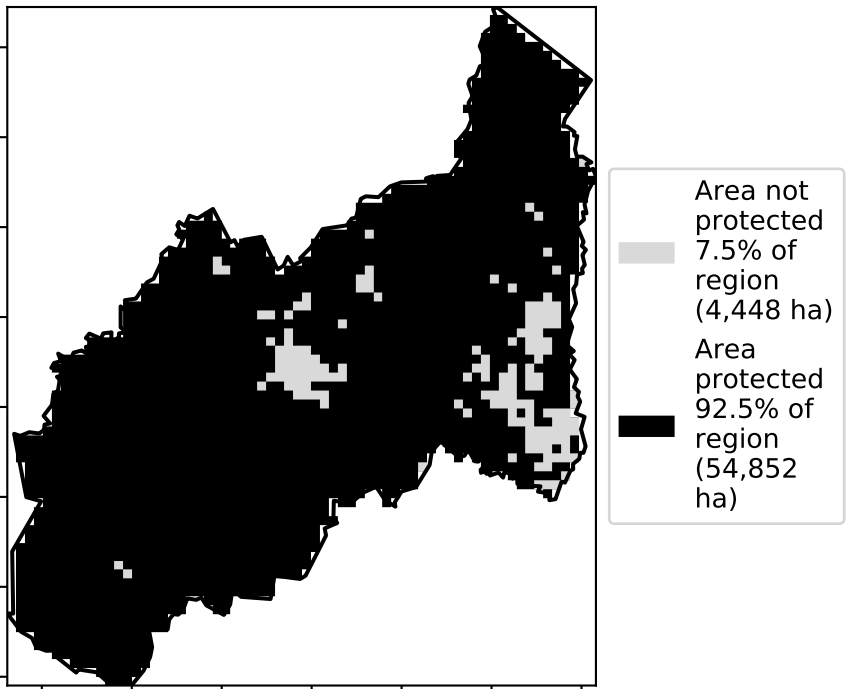 Area not
protected
7.5% of
region
(4,448 ha)
Area
protected
92.5% of
region
(54,852
ha)